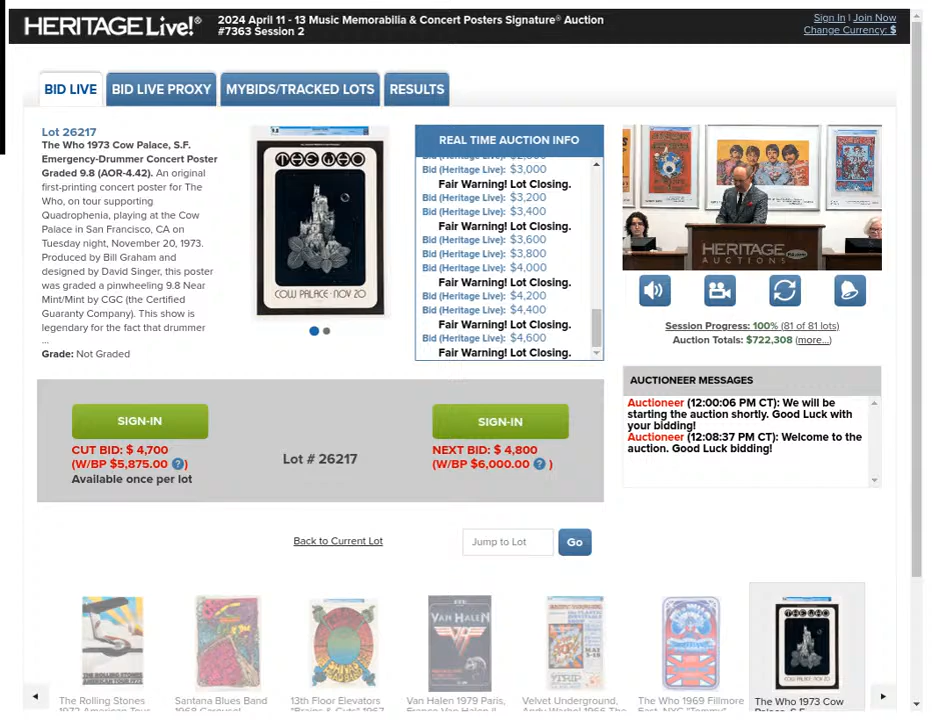 HERITAGE Live!®
2024 April 11 - 13 Music Memorabilia & Concert Posters Signature® Auction
#7363 Session 2
Sign In | Join Now
Change Currency: $
BID LIVE
BID LIVE PROXY
MYBIDS/TRACKED LOTS
RESULTS
Lot 26217
The Who 1973 Cow Palace, S.F.
Emergency-Drummer Concert Poster
Graded 9.8 (AOR-4.42). An original
first-printing concert poster for The
Who, on tour supporting
Quadrophenia, playing at the Cow
Palace in San Francisco, CA on
Tuesday night, November 20, 1973.
Produced by Bill Graham and
designed by David Singer, this poster
was graded a pinwheeling 9.8 Near
Mint/Mint by CGC (the Certified
Guaranty Company). This show is
legendary for the fact that drummer
...
Grade: Not Graded
9.8
THE WHO
COW PALACE · NOV 20
REAL TIME AUCTION INFO
Bid (Heritage Live): $3,000
Fair Warning! Lot Closing.
Bid (Heritage Live): $3,200
Bid (Heritage Live): $3,400
Fair Warning! Lot Closing.
Bid (Heritage Live): $3,600
Bid (Heritage Live): $3,800
Bid (Heritage Live): $4,000
Fair Warning! Lot Closing.
Bid (Heritage Live): $4,200
Bid (Heritage Live): $4,400
Fair Warning! Lot Closing.
Bid (Heritage Live): $4,600
Fair Warning! Lot Closing.
HERITAGE
AUCTIONS
Session Progress: 100% (81 of 81 lots)
Auction Totals: $722,308 (more...)
AUCTIONEER MESSAGES
Auctioneer (12:00:06 PM CT): We will be
starting the auction shortly. Good Luck with
your bidding!
Auctioneer (12:08:37 PM CT): Welcome to the
auction. Good Luck bidding!
SIGN-IN
CUT BID: $ 4,700
(W/BP $5,875.00 ? )
Available once per lot
Lot # 26217
SIGN-IN
NEXT BID: $ 4,800
(W/BP $6,000.00 ? )
Back to Current Lot
Jump to Lot
Go
VAN HALEN
THE WHO
The Rolling Stones
1972 American Tour
Santana Blues Band
1968 Carousel
13th Floor Elevators
Van Halen 1979 Paris,
Velvet Underground,
The Who 1969 Fillmore
The Who 1973 Cow